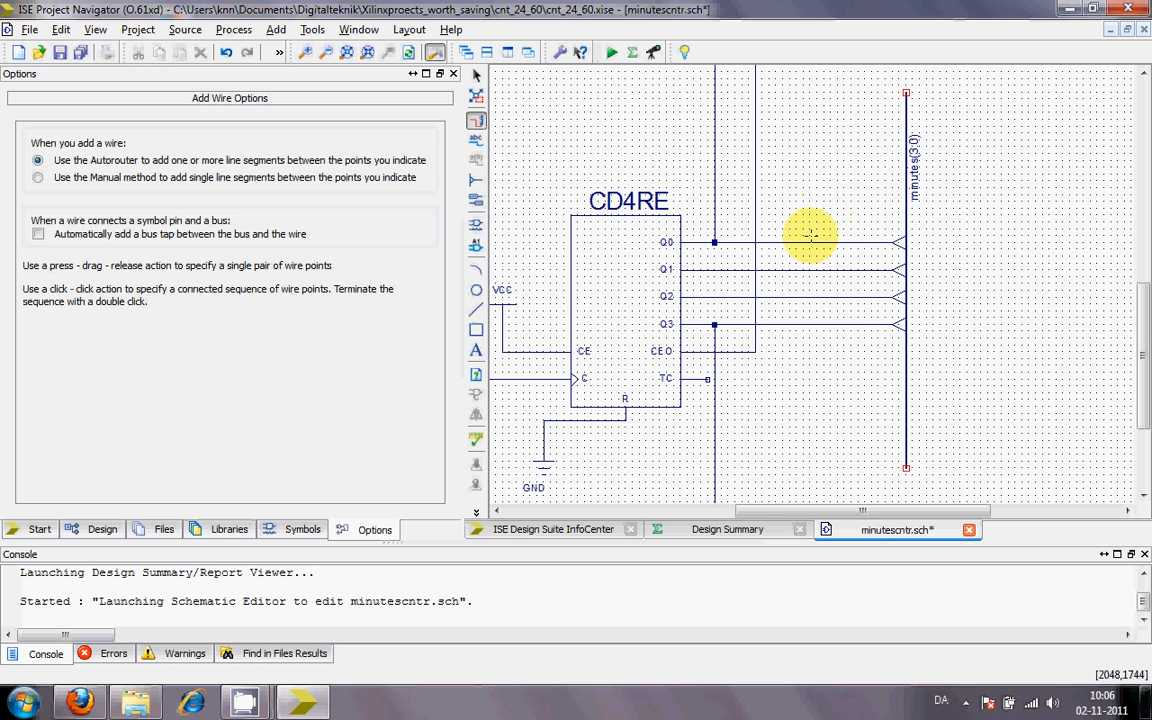 ISE Project Navigator (O.61xd) - C:\Users\knn\Documents\Digitalteknik\Xilinxproects_worth_saving\cnt_24_60\cnt_24_60.xise - [minutescntr.sch*]
File Edit View Project Source Process Add Tools Window Layout Help
»
Options
Add Wire Options
When you add a wire:
Use the Autorouter to add one or more line segments between the points you indicate
Use the Manual method to add single line segments between the points you indicate
When a wire connects a symbol pin and a bus:
Automatically add a bus tap between the bus and the wire
Use a press - drag - release action to specify a single pair of wire points
Use a click - click action to specify a connected sequence of wire points. Terminate the
sequence with a double click.
abc
A
minutes(3:0)
CD4RE
Q0
Q1
Q2
Q3
VCC
CE
CEO
C
TC
R
GND
Start Design Files Libraries Symbols Options
ISE Design Suite InfoCenter Design Summary minutescntr.sch*
Console
Launching Design Summary/Report Viewer...
Started : "Launching Schematic Editor to edit minutescntr.sch".
Console Errors Warnings Find in Files Results
[2048,1744]
DA
10:06
02-11-2011